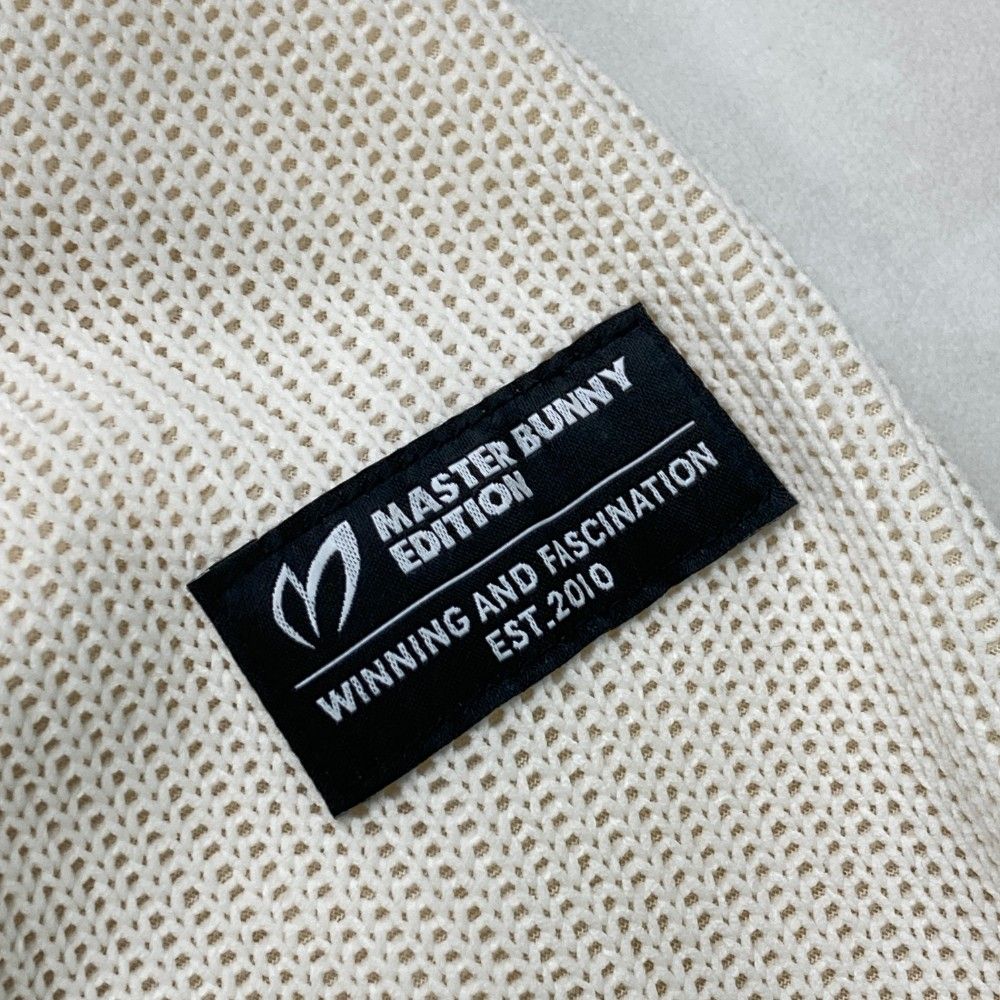 MASTER BUNNY
EDITION
WINNING AND FASCINATION
EST.2010